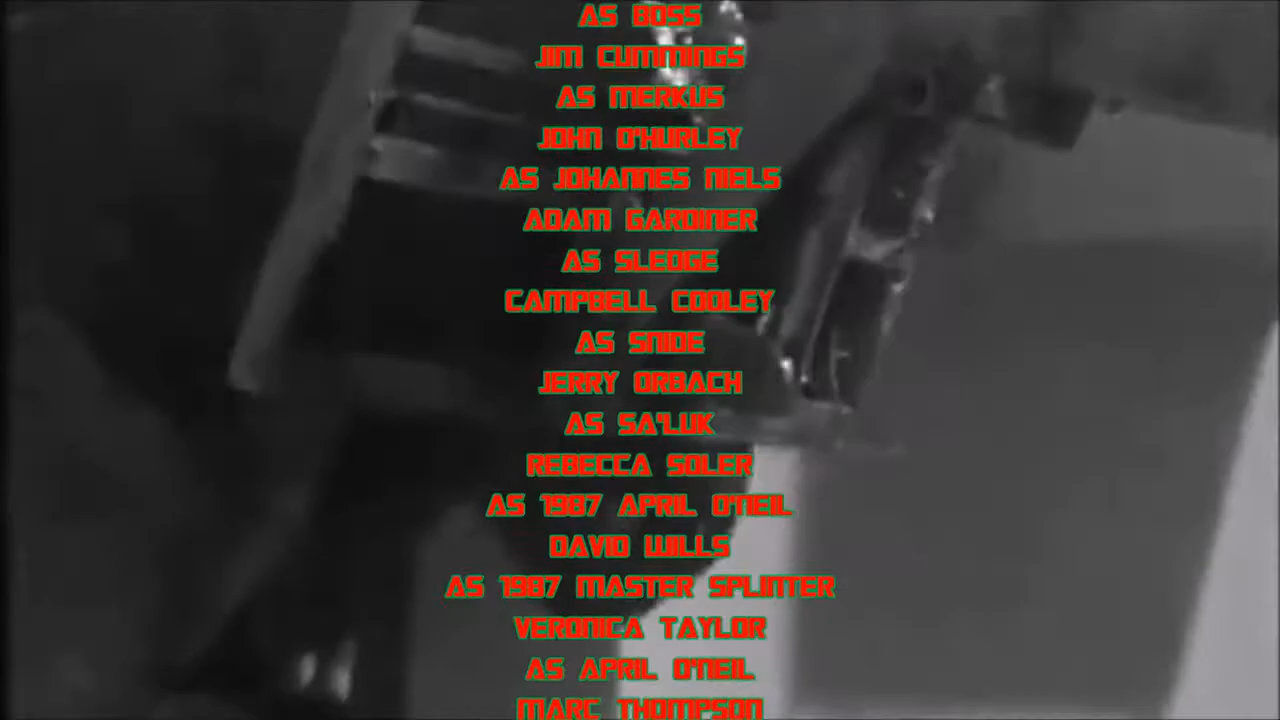 AS BOSS
JIM CUMMINGS
AS MERKUS
JOHN O'HURLEY
AS JOHANNES NIELS
ADAM GARDINER
AS SLEDGE
CAMPBELL COOLEY
AS SNIDE
JERRY ORBACH
AS SA'LUK
REBECCA SOLER
AS 1987 APRIL O'NEIL
DAVID WILLS
AS 1987 MASTER SPLINTER
VERONICA TAYLOR
AS APRIL O'NEIL
MARC THOMPSON